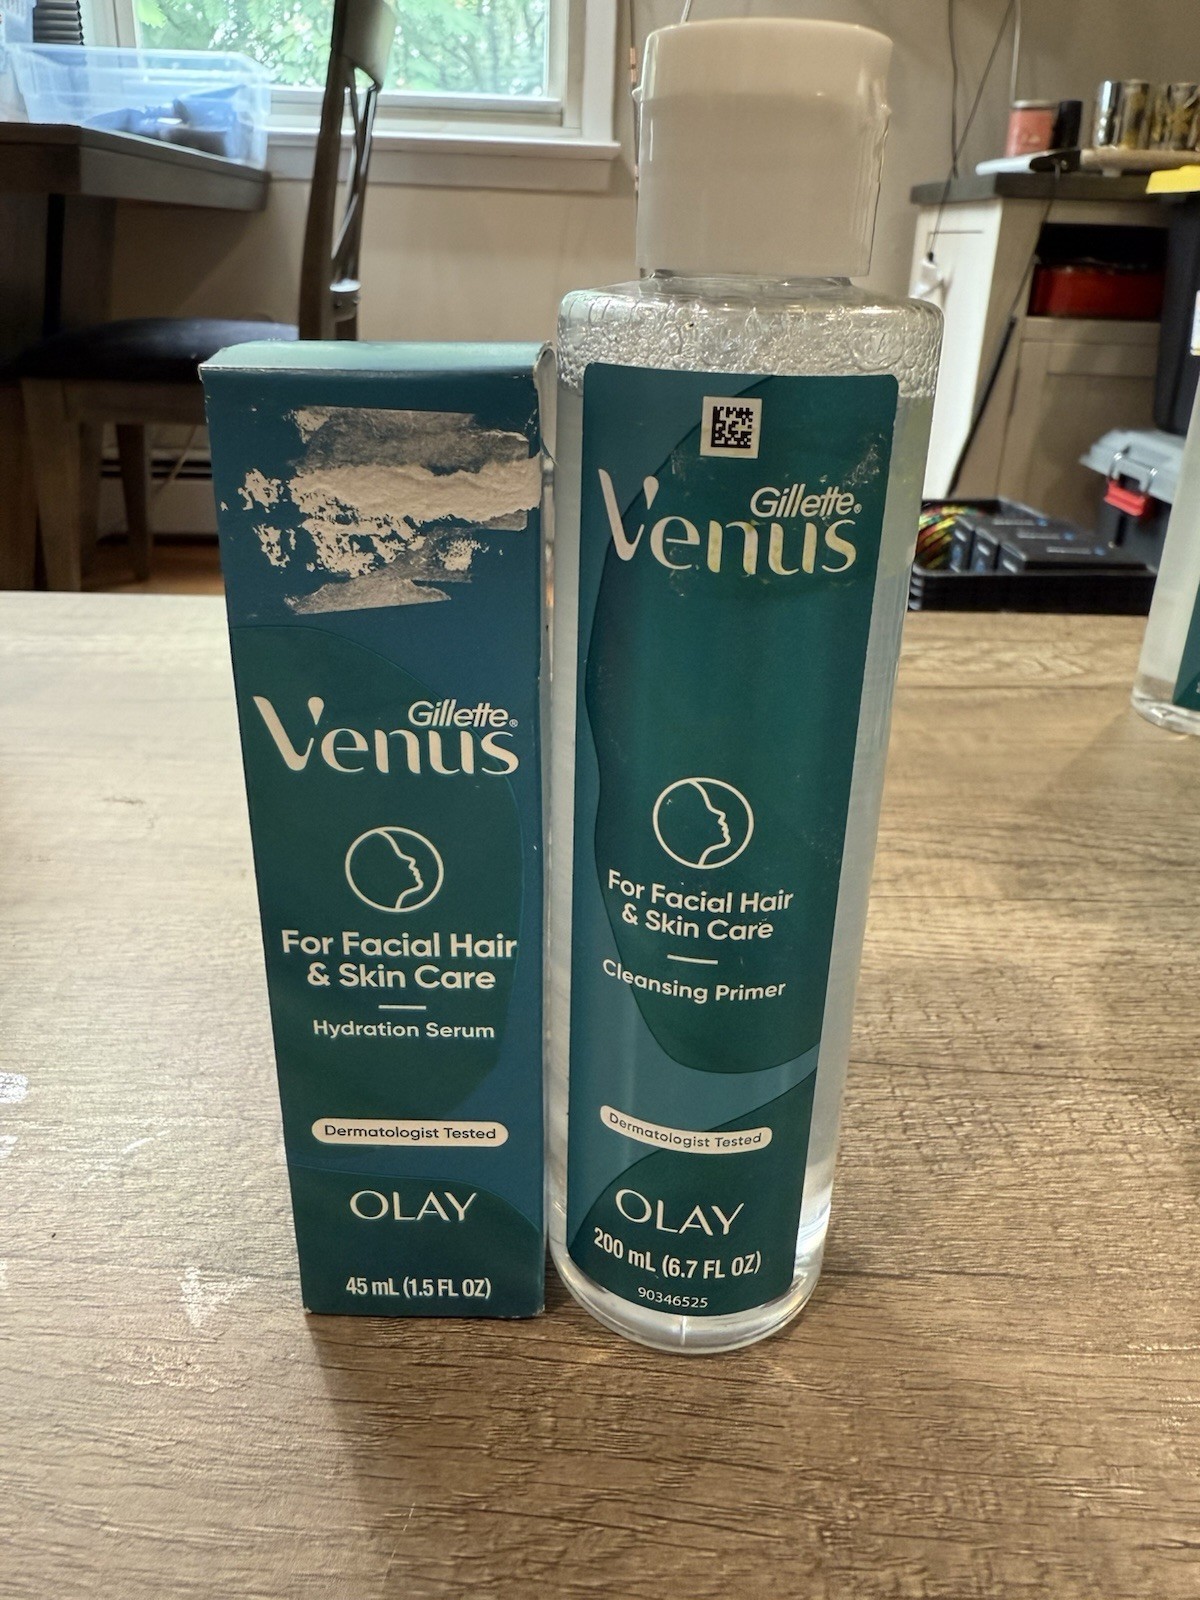 Gillette®
Venus
For Facial Hair
& Skin Care
Hydration Serum
Dermatologist Tested
OLAY
45 mL (1.5 FL OZ)
Gillette®
Venus
For Facial Hair
& Skin Care
Cleansing Primer
Dermatologist Tested
OLAY
200 mL (6.7 FL OZ)
90346525